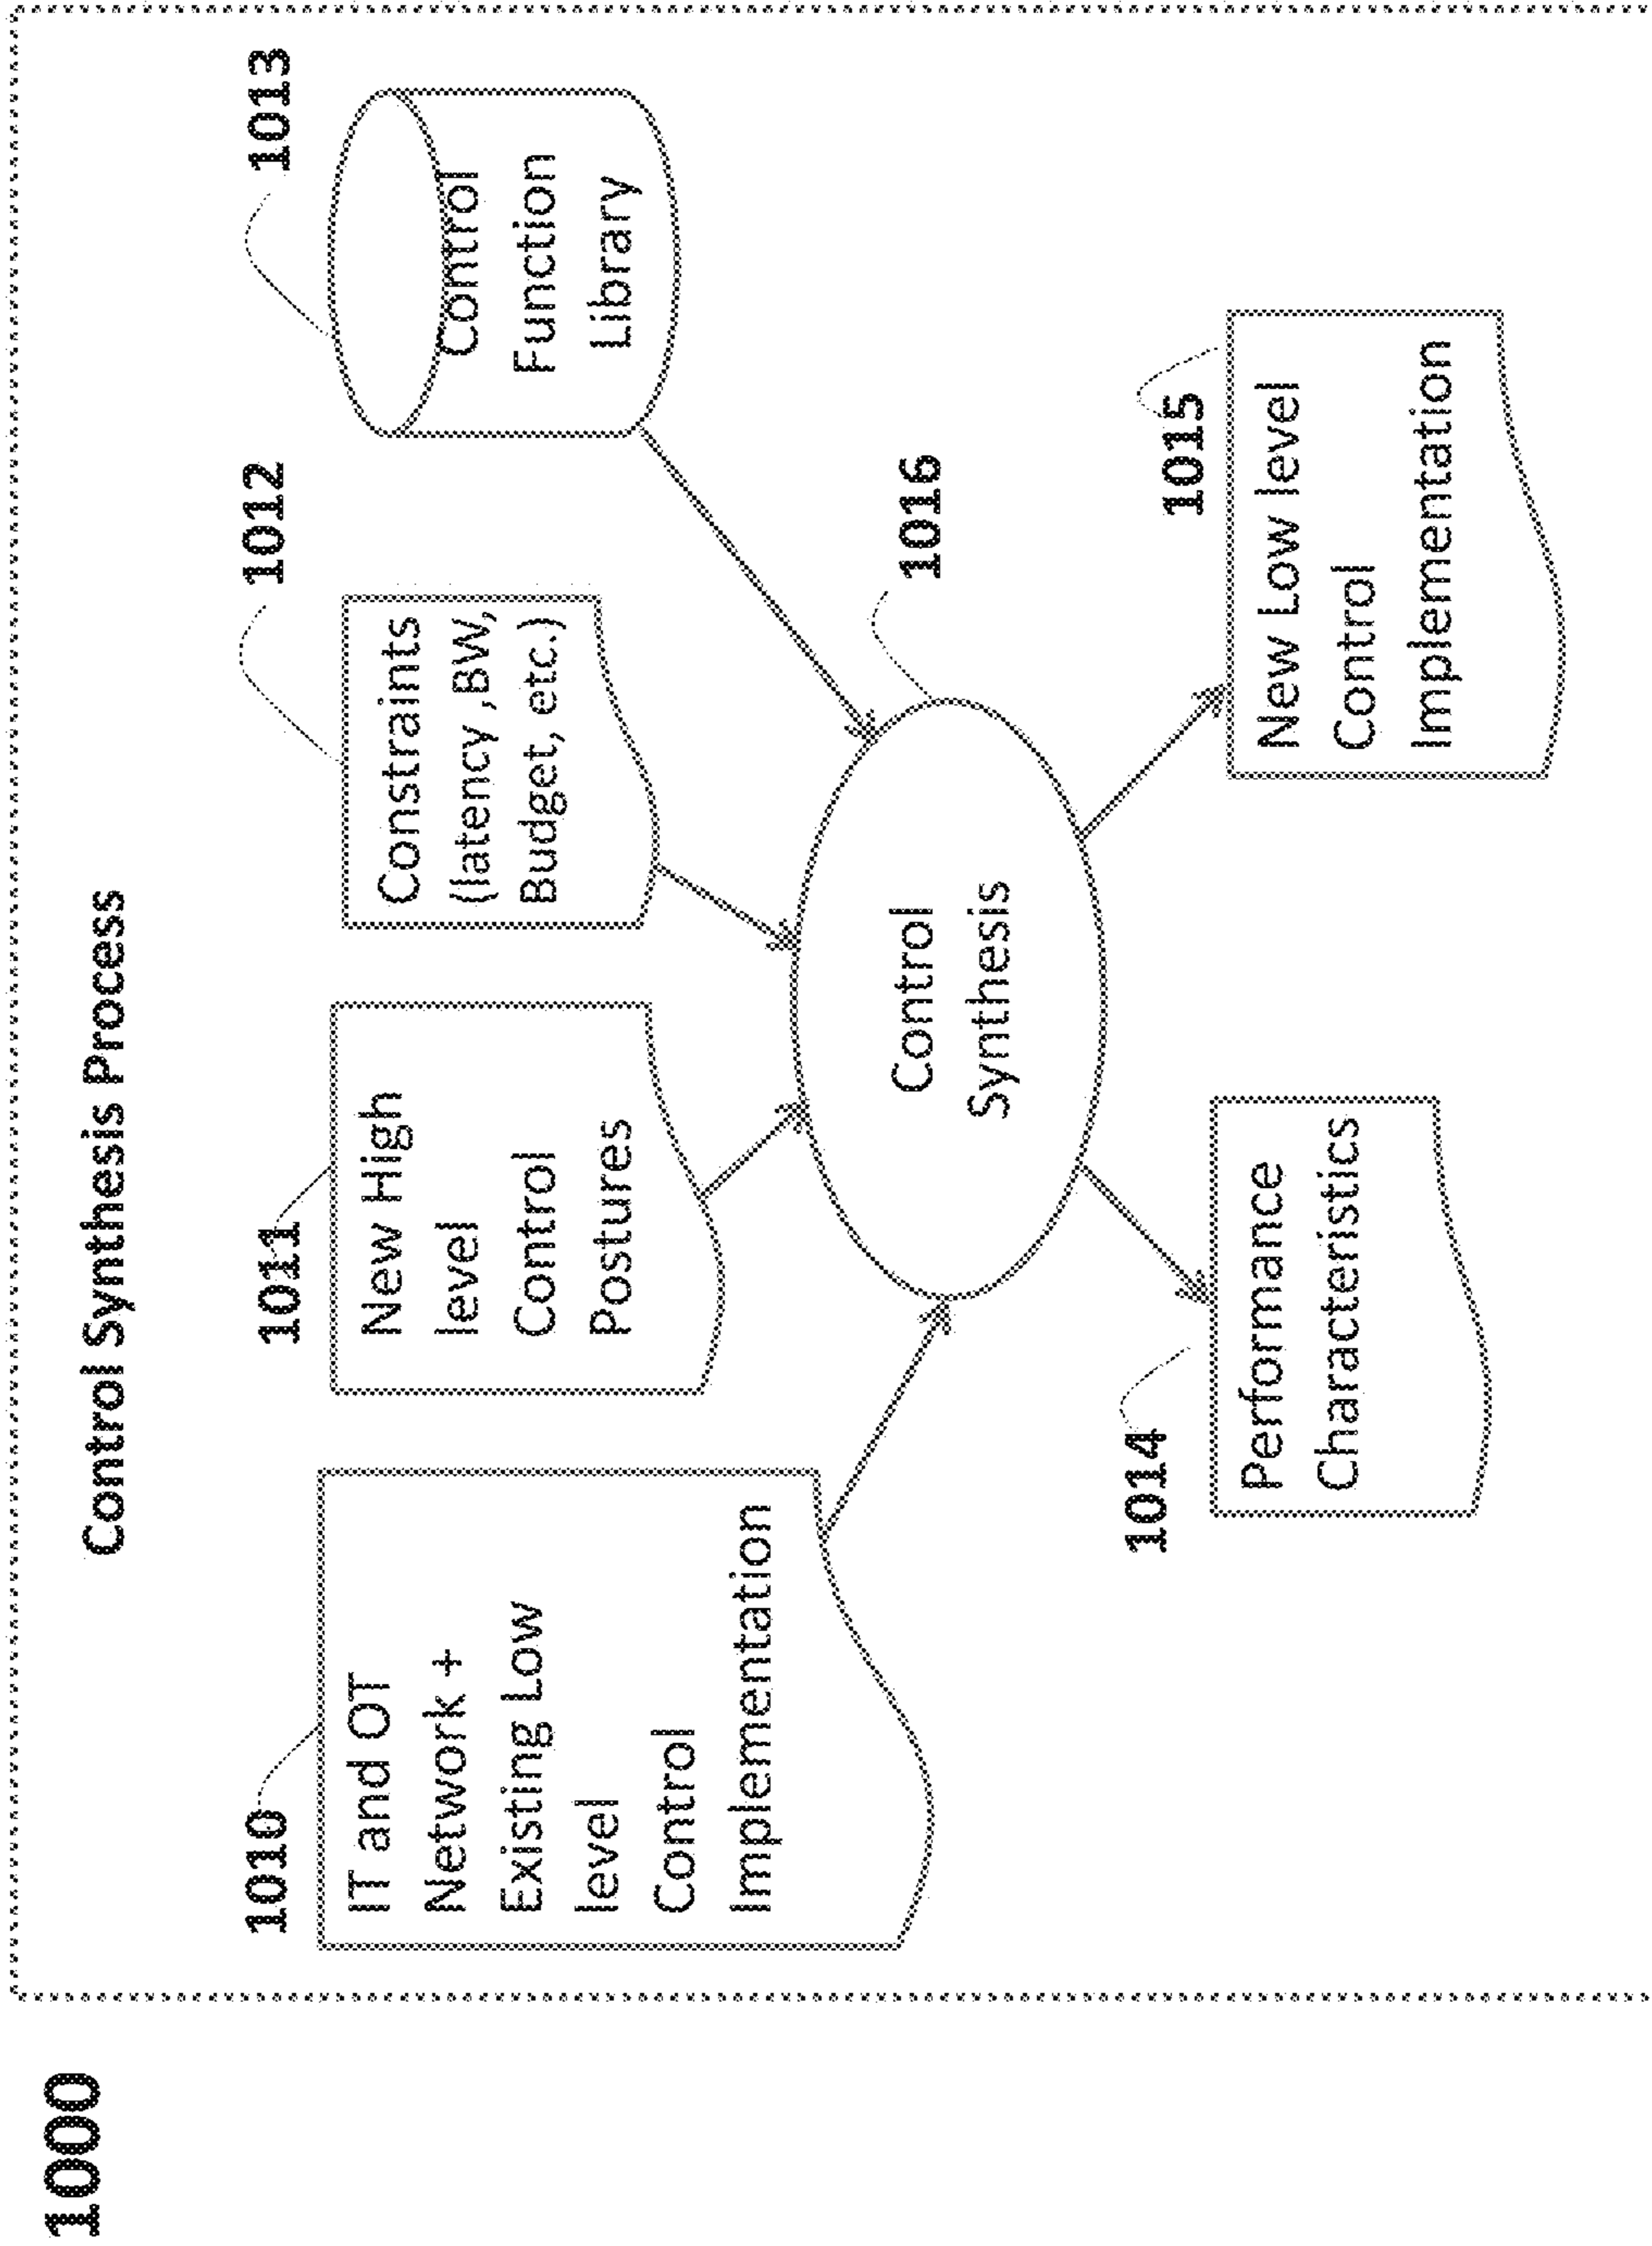 1000
Control Synthesis Process
1010
IT and OT
Network +
Existing Low
level
Control
Implementation
1011
New High
level
Control
Postures
1012
Constraints
(latency ,BW,
Budget, etc.)
1013
Control
Function
Library
1016
Control
Synthesis
1014
Performance
Characteristics
1015
New Low level
Control
Implementation